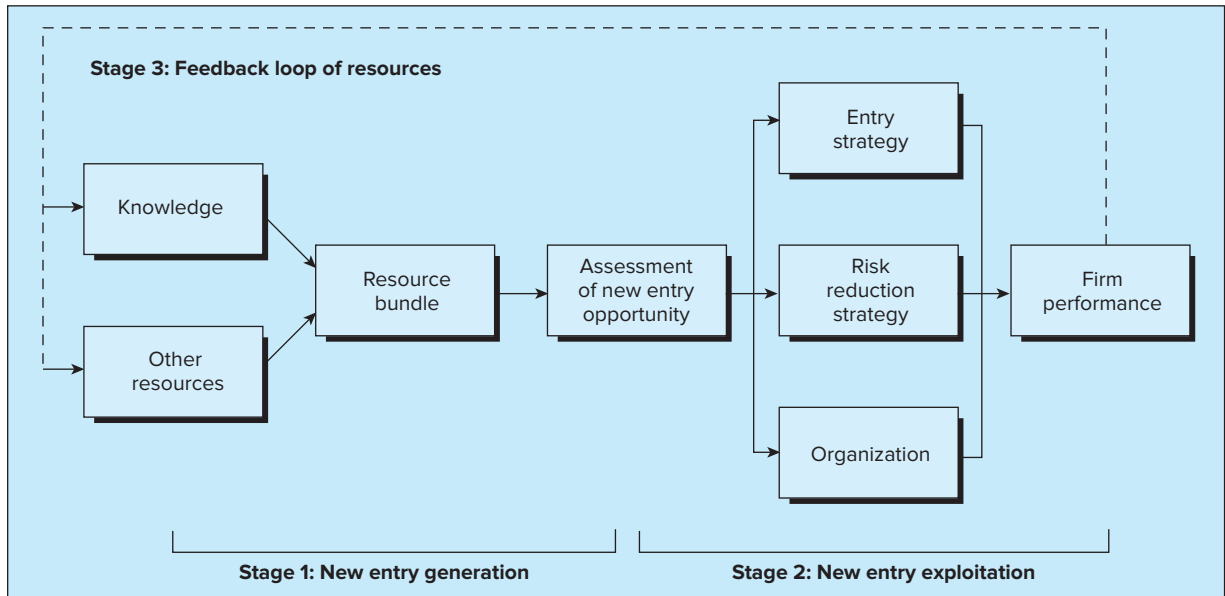 Stage 3: Feedback loop of resources
Knowledge
Other
resources
Resource
bundle
Assessment
of new entry
opportunity
Entry
strategy
Risk
reduction
strategy
Organization
Firm
performance
Stage 1: New entry generation
Stage 2: New entry exploitation